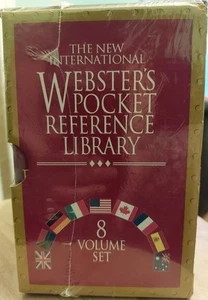 THE NEW
INTERNATIONAL
WEBSTER'S
POCKET
REFERENCE
LIBRARY
8
VOLUME
SET